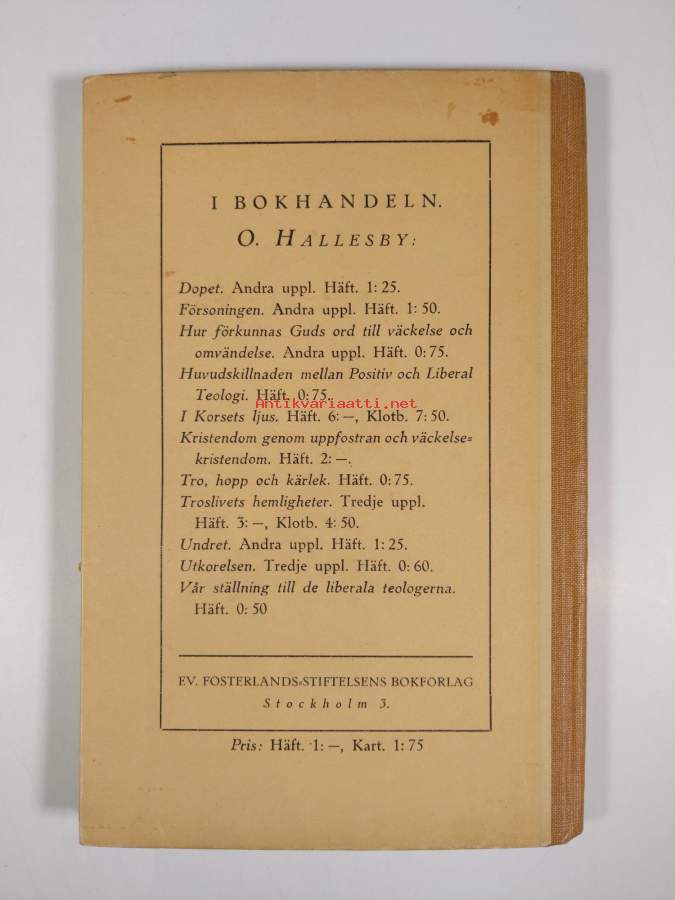 I BOKHANDELN.
O. HALLESBY:
Dopet. Andra uppl. Häft. 1:25.
Försoningen. Andra uppl. Häft. 1:50.
Hur förkunnas Guds ord till väckelse och
omvändelse. Andra uppl. Häft. 0:75.
Huvudskillnaden mellan Positiv och Liberal
Teologi. Häft. 0:75.
Antikvariaatti.net
I Korsets ljus. Häft. 6:—, Klotb. 7:50.
Kristendom genom uppfostran och väckelse=
kristendom. Häft. 2:—.
Tro, hopp och kärlek. Häft. 0:75.
Troslivets hemligheter. Tredje uppl.
Häft. 3:—, Klotb. 4:50.
Undret. Andra uppl. Häft. 1:25.
Utkorelsen. Tredje uppl. Häft. 0:60.
Vår ställning till de liberala teologerna.
Häft. 0:50
EV. FOSTERLANDS=STIFTELSENS BOKFÖRLAG
Stockholm 3.
Pris: Häft. 1:—, Kart. 1:75